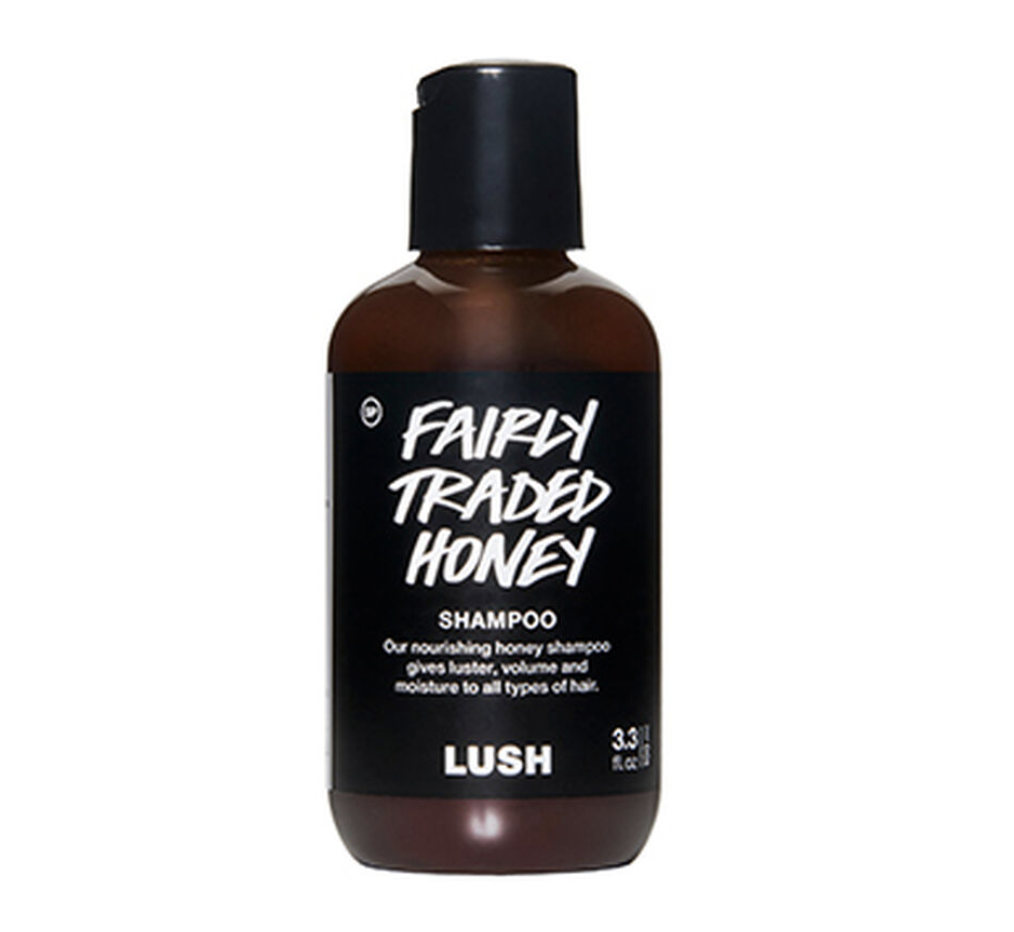 SP
FAIRLY
TRADED
HONEY
SHAMPOO
Our nourishing honey shampoo
gives luster, volume and
moisture to all types of hair.
LUSH
3.3
fl. oz